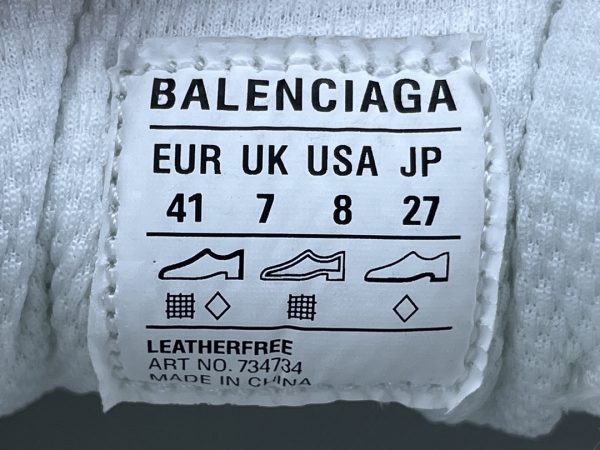 BALENCIAGA
EUR UK USA JP
41 7 8 27
LEATHERFREE
ART NO. 734734
MADE IN CHINA